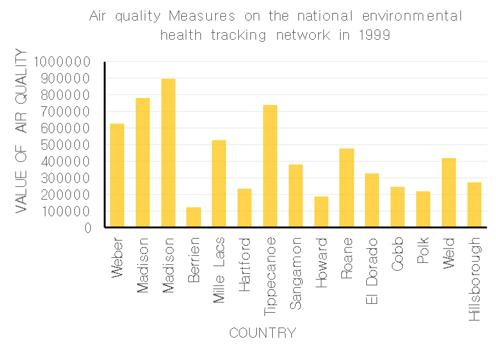 Air quality Measures on the national environmental
health tracking network in 1999
VALUE OF AIR QUALITY
1000000
900000
800000
700000
600000
500000
400000
300000
200000
100000
0
Weber
Madison
Madison
Berrien
Mille Lacs
Hartford
Tippecanoe
Sangamon
Howard
Roane
El Dorado
Cobb
Polk
Weld
Hillsborough
COUNTRY